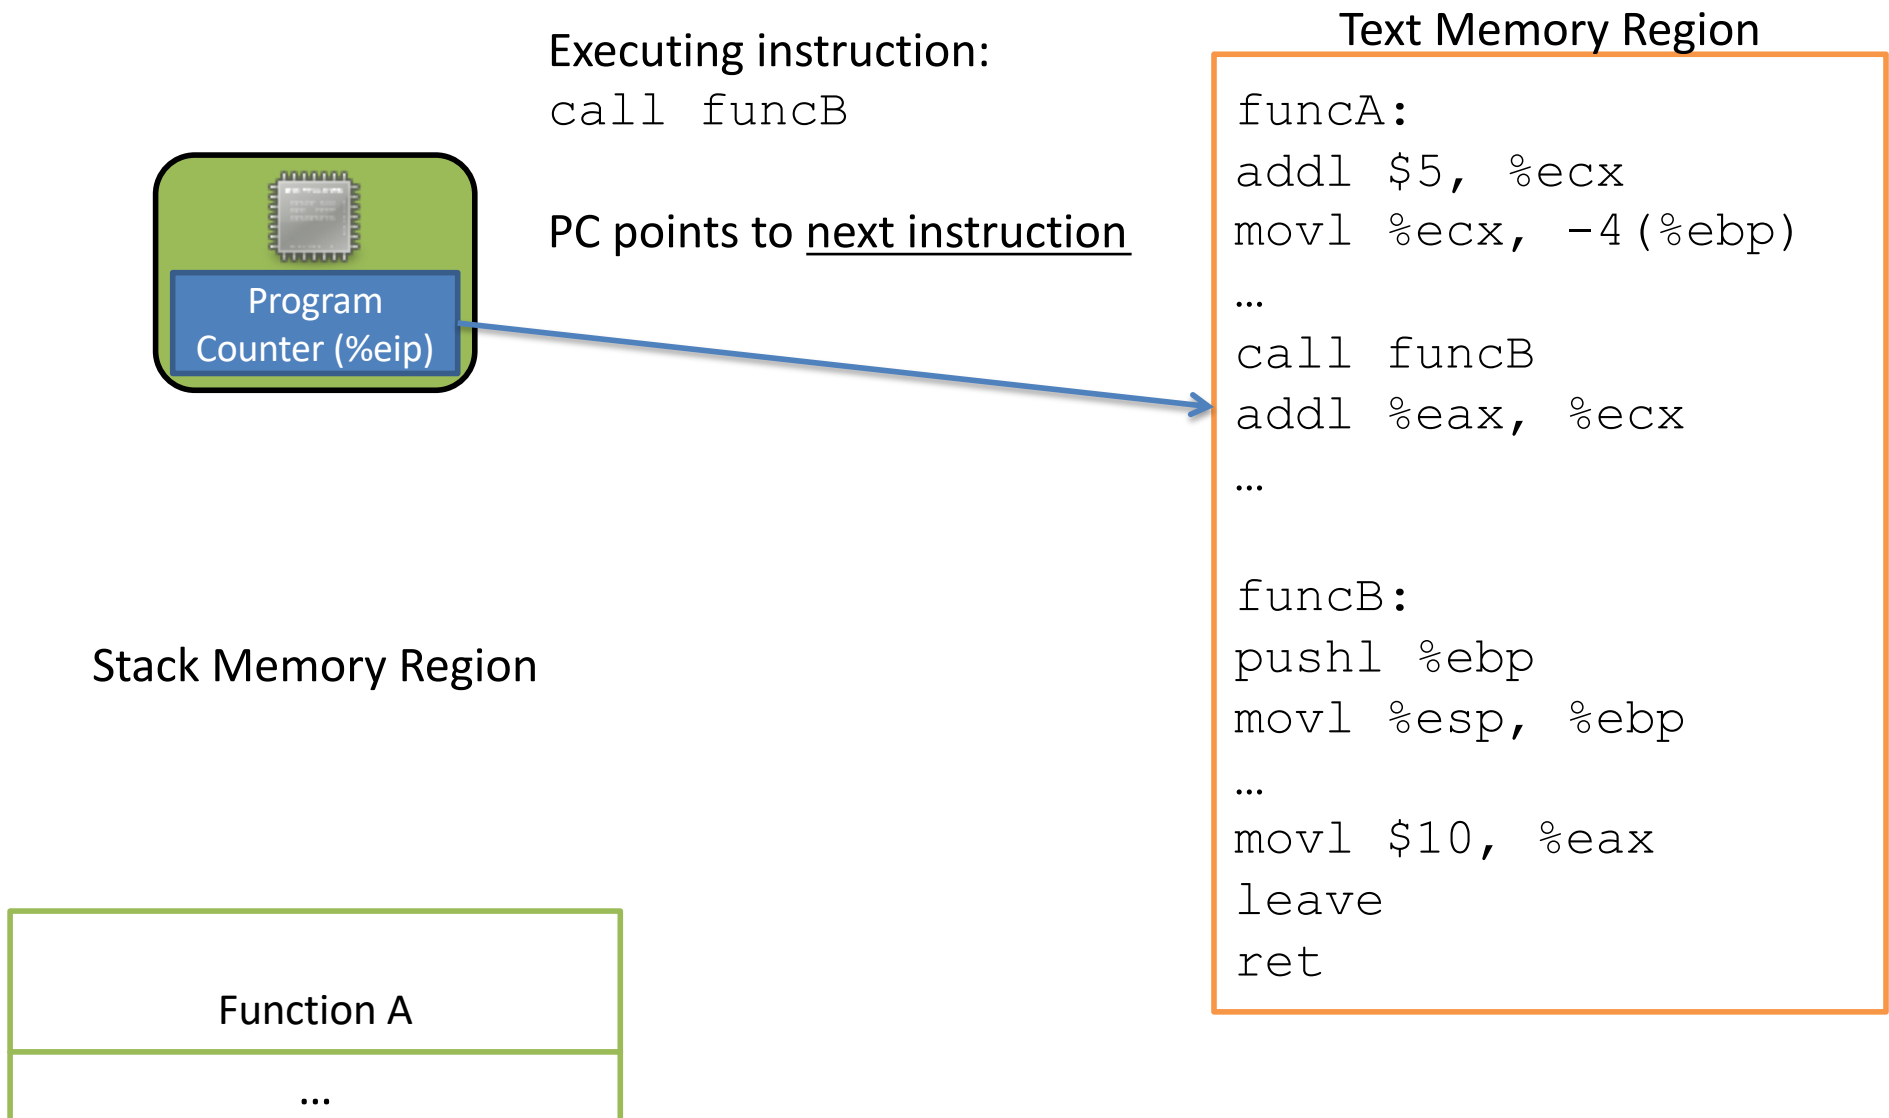 Executing instruction:
call funcB
PC points to next instruction
Program
Counter (%eip)
Stack Memory Region
Function A
…
Text Memory Region
funcA:
addl $5, %ecx
movl %ecx, -4(%ebp)
…
call funcB
addl %eax, %ecx
…
funcB:
pushl %ebp
movl %esp, %ebp
…
movl $10, %eax
leave
ret